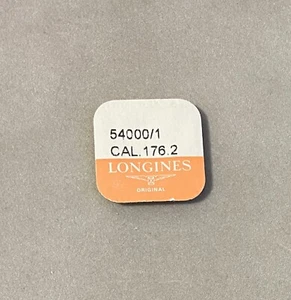 54000/1
CAL.176.2
LONGINES
ORIGINAL